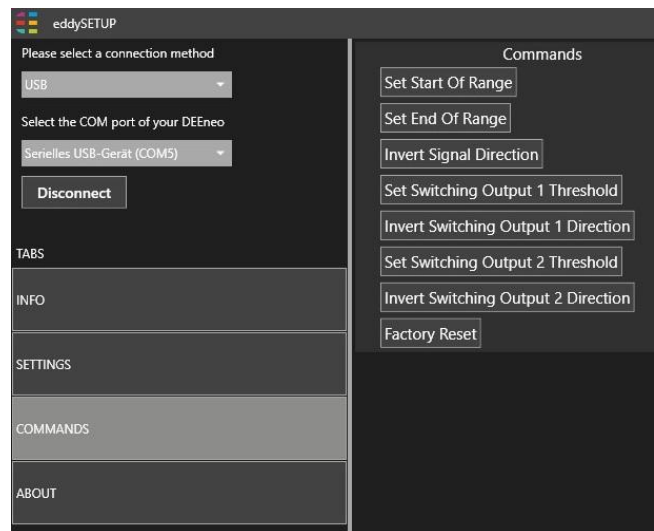 eddySETUP
Please select a connection method
USB
Select the COM port of your DEEneo
Serielles USB-Gerät (COM5)
Disconnect
TABS
INFO
SETTINGS
COMMANDS
ABOUT
Commands
Set Start Of Range
Set End Of Range
Invert Signal Direction
Set Switching Output 1 Threshold
Invert Switching Output 1 Direction
Set Switching Output 2 Threshold
Invert Switching Output 2 Direction
Factory Reset